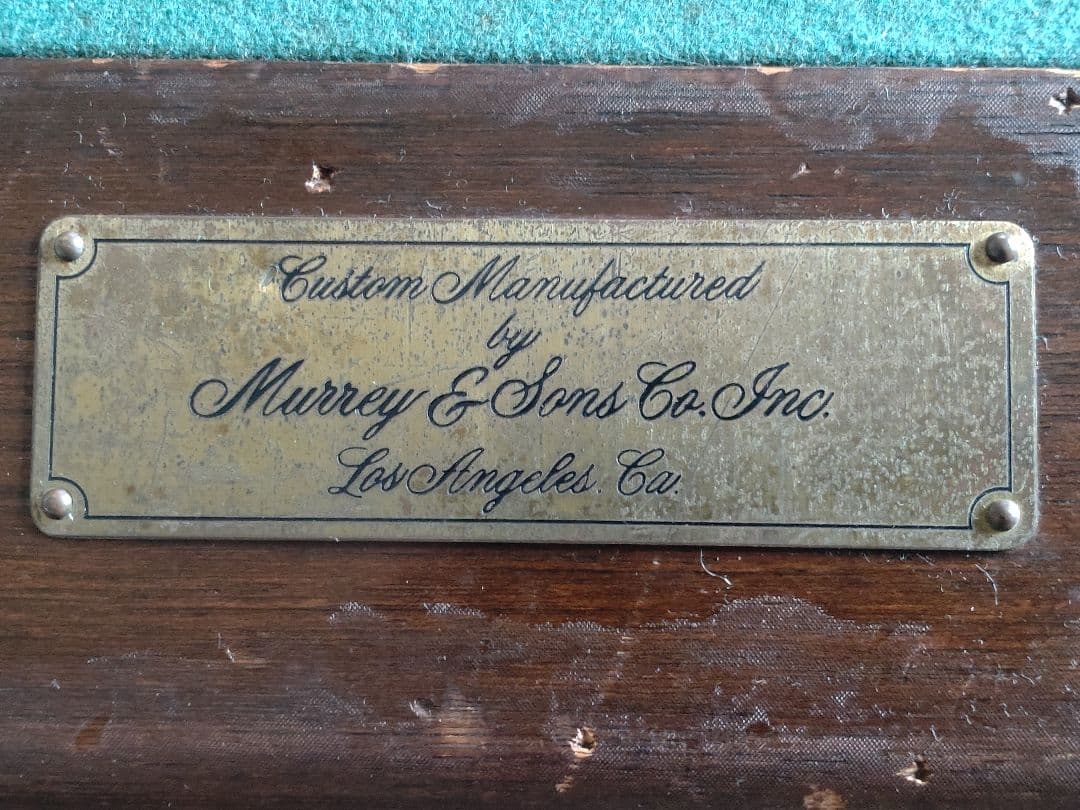 Custom Manufactured
by
Murrey & Sons Co. Inc.
Los Angeles. Ca.